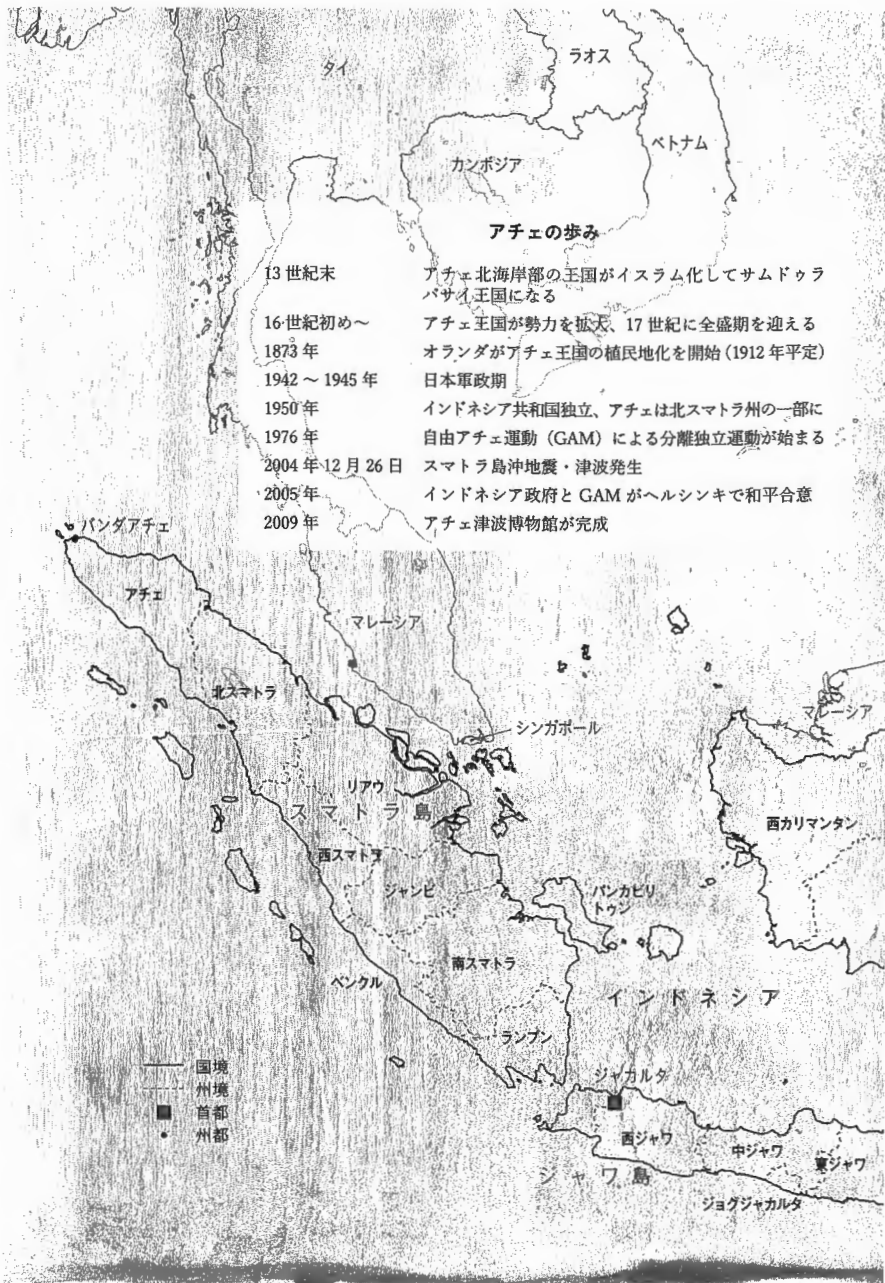 タイ
ラオス
ベトナム
カンボジア
アチェの歩み
13 世紀末 アチェ北海岸部の王国がイスラム化してサムドゥラ
パサイ王国になる
16 世紀初め〜 アチェ王国が勢力を拡大、17 世紀に全盛期を迎える
1873 年 オランダがアチェ王国の植民地化を開始(1912 年平定)
1942 〜 1945 年 日本軍政期
1950 年 インドネシア共和国独立、アチェは北スマトラ州の一部に
1976 年 自由アチェ運動(GAM)による分離独立運動が始まる
2004 年 12 月 26 日 スマトラ島沖地震・津波発生
2005 年 インドネシア政府と GAM がヘルシンキで和平合意
2009 年 アチェ津波博物館が完成
バンダアチェ
アチェ
マレーシア
北スマトラ
シンガポール
マレーシア
リアウ
スマトラ島
西カリマンタン
西スマトラ
ジャンビ
バンカビリ
トゥン
南スマトラ
ベンクル
インドネシア
ランプン
国境
州境
首都
州都
ジャカルタ
西ジャワ
中ジャワ
東ジャワ
ジャワ島
ジョグジャカルタ